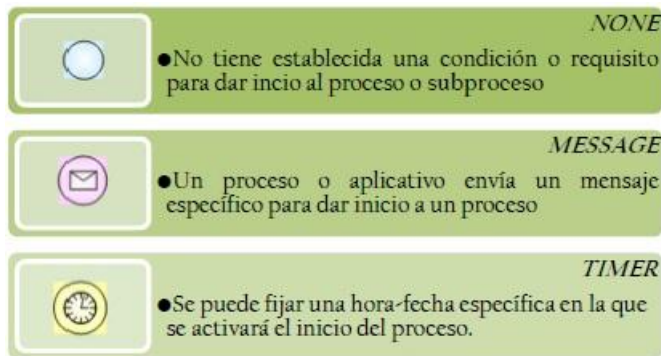 NONE
●No tiene establecida una condición o requisito
para dar incio al proceso o subproceso
MESSAGE
●Un proceso o aplicativo envía un mensaje
específico para dar inicio a un proceso
TIMER
●Se puede fijar una hora-fecha específica en la que
se activará el inicio del proceso.